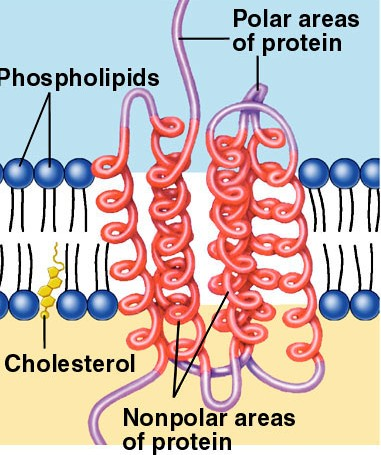 Polar areas
of protein
Phospholipids
Cholesterol
Nonpolar areas
of protein